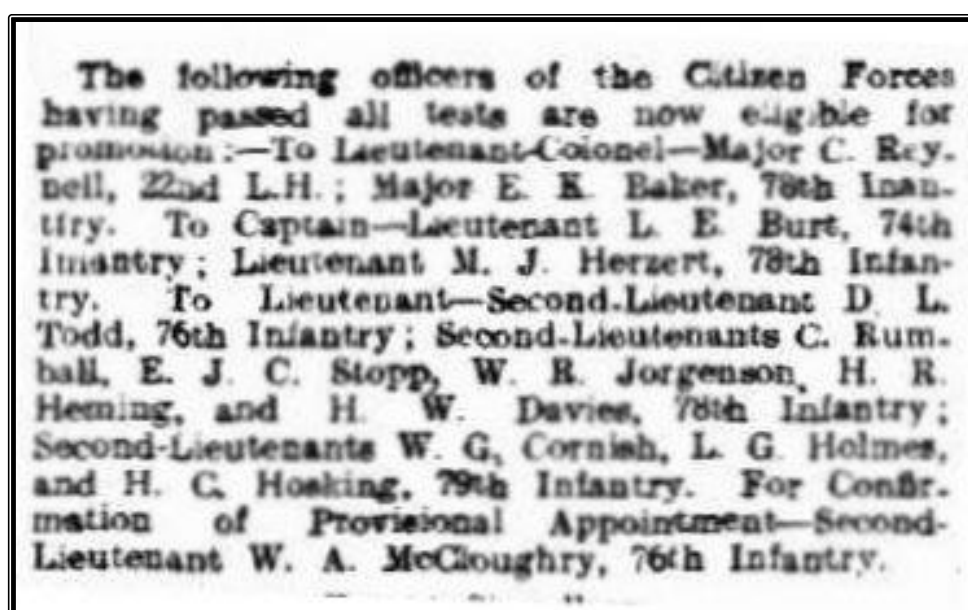 The following officers of the Citizen Forces
having passed all tests are now eligible for
promotion:—To Lieutenant-Colonel—Major C. Rey-
nell, 22nd L.H.; Major E. K. Baker, 78th Inan-
tfry. To Captain—Lieutenant L. E. Burt, 74th
Infantry; Lieutenant M. J. Herzert, 78th Infan-
try. To Lieutenant—Second-Lieutenant D. L.
Todd, 76th Infantry; Second-Lieutenants C. Rum-
ball, E. J. C. Stopp, W. R. Jorgenson, H. R.
Heming, and H. W. Davies, 78th Infantry;
Second-Lieutenants W. G. Cornish, L. G. Holmes,
and H. C. Hosking, 79th Infantry. For Confir-
mation of Provisional Appointment—Second-
Lieutenant W. A. McCloughry, 76th Infantry.